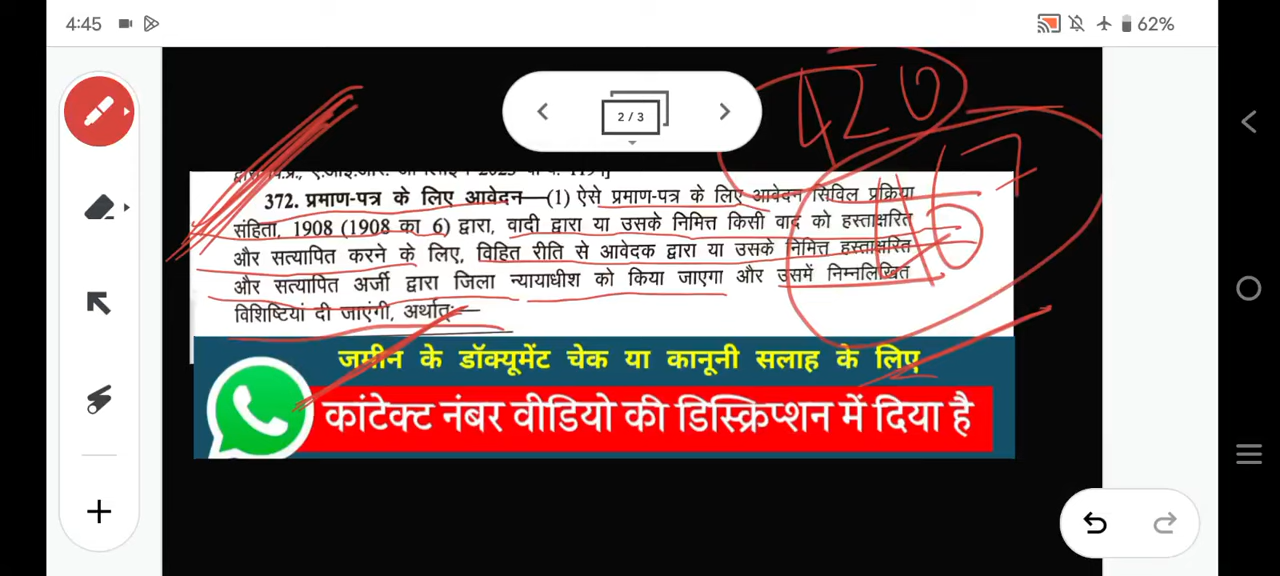 4:45
62%
2 / 3
420
467
372. प्रमाण-पत्र के लिए आवेदन—(1) ऐसे प्रमाण-पत्र के लिए आवेदन सिविल प्रक्रिया
संहिता, 1908 (1908 का 6) द्वारा, वादी द्वारा या उसके निमित्त किसी वाद को हस्ताक्षरित
और सत्यापित करने के लिए, विहित रीति से आवेदक द्वारा या उसके निमित्त हस्ताक्षरित
और सत्यापित अर्जी द्वारा जिला न्यायाधीश को किया जाएगा और उसमें निम्नलिखित
विशिष्टियां दी जाएंगी, अर्थात्:—
जमीन के डॉक्यूमेंट चेक या कानूनी सलाह के लिए
कांटेक्ट नंबर वीडियो की डिस्क्रिप्शन में दिया है